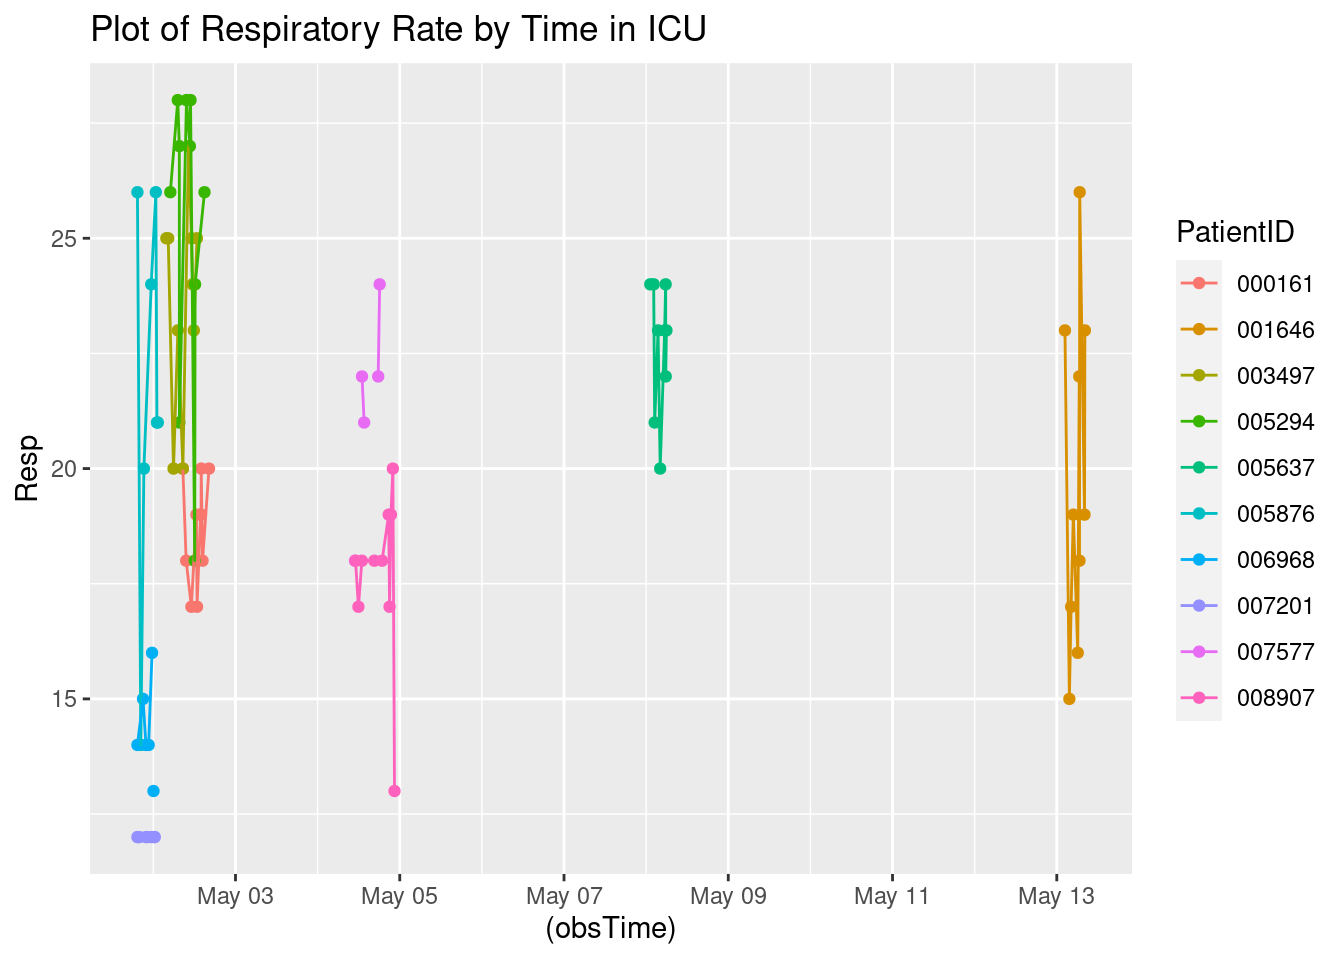 Plot of Respiratory Rate by Time in ICU
Resp
25
20
15
May 03
May 05
May 07
May 09
May 11
May 13
(obsTime)
PatientID
000161
001646
003497
005294
005637
005876
006968
007201
007577
008907